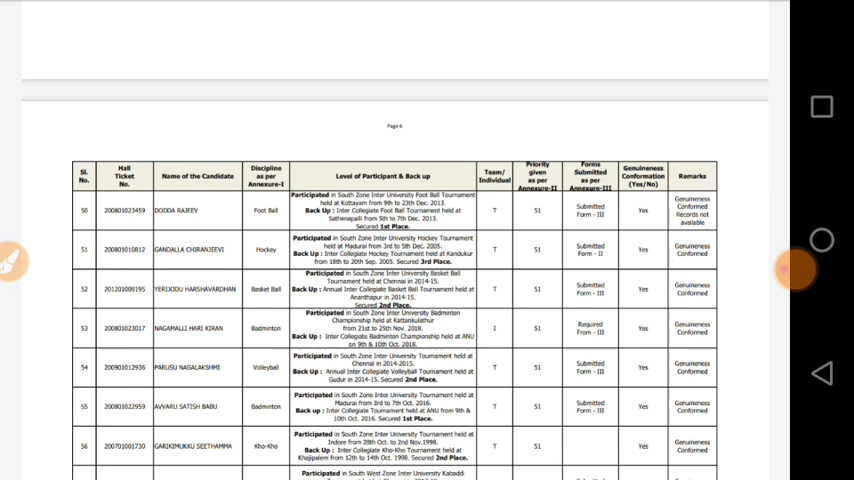 Page 6
Sl. No. Hall Ticket No. Name of the Candidate Discipline as per Annexure-I Level of Participant & Back up Team/ Individual Priority given as per Annexure-II Forms Submitted as per Annexure-III Genuineness Conformation (Yes/No) Remarks
50 200801023459 DODDA RAJEEV Foot Ball Participated in South Zone Inter University Foot Ball Tournament held at Kottayam from 9th to 23th Dec. 2013. Back Up : Inter Collegiate Foot Ball Tournament held at Sathenapalli from 5th to 7th Dec. 2013. Secured 1st Place. T 51 Submitted Form - III Yes Genuineness Conformed Records not available
51 200801010812 GANDALLA CHIRANJEEVI Hockey Participated in South Zone Inter University Hockey Tournament held at Madurai from 3rd to 5th Dec. 2005. Back Up : Inter Collegiate Hockey Tournament held at Kandukur from 18th to 20th Sep. 2005. Secured 3rd Place. T 51 Submitted Form - II Yes Genuineness Conformed
52 201201009195 YERIJODU HARSHAVARDHAN Basket Ball Participated in South Zone Inter University Basket Ball Tournament held at Chennai in 2014-15. Back Up : Annual Inter Collegiate Basket Ball Tournament held at Ananthapur in 2014-15. Secured 2nd Place. T 51 Submitted Form - III Yes Genuineness Conformed
53 200801023017 NAGAMALLI HARI KIRAN Badminton Participated in South Zone Inter University Badminton Championship held at Kattankulathur from 21st to 25th Nov. 2018. Back Up : Inter Collegiate Badminton Championship held at ANU on 9th & 10th Oct. 2018. I 51 Required From - III Yes Genuineness Conformed
54 200901012936 PARUSU NAGALAKSHMI Volleyball Participated in South Zone Inter University Tournament held at Chennai in 2014-2015. Back Up : Annual Inter Collegiate Volleyball Tournament held at Gudur in 2014-15. Secured 2nd Place. T 51 Submitted Form - III Yes Genuineness Conformed
55 200801022959 AVVARU SATISH BABU Badminton Participated in South Zone Inter University Tournament held at Madurai from 3rd to 7th Oct. 2016. Back up : Inter Collegiate Tournament held at ANU from 9th & 10th Oct. 2016. Secured 1st Place. T 51 Submitted Form - III Yes Genuineness Conformed
56 200701001730 GARIKIMUKKU SEETHAMMA Kho-Kho Participated in South Zone Inter University Tournament held at Indore from 28th Oct. to 2nd Nov.1998. Back Up : Inter Collegiate Kho-Kho Tournament held at Khajipalem from 12th to 14th Oct. 1998. Secured 2nd Place. T 51 Yes Genuineness Conformed
Participated in South West Zone Inter University Kabaddi